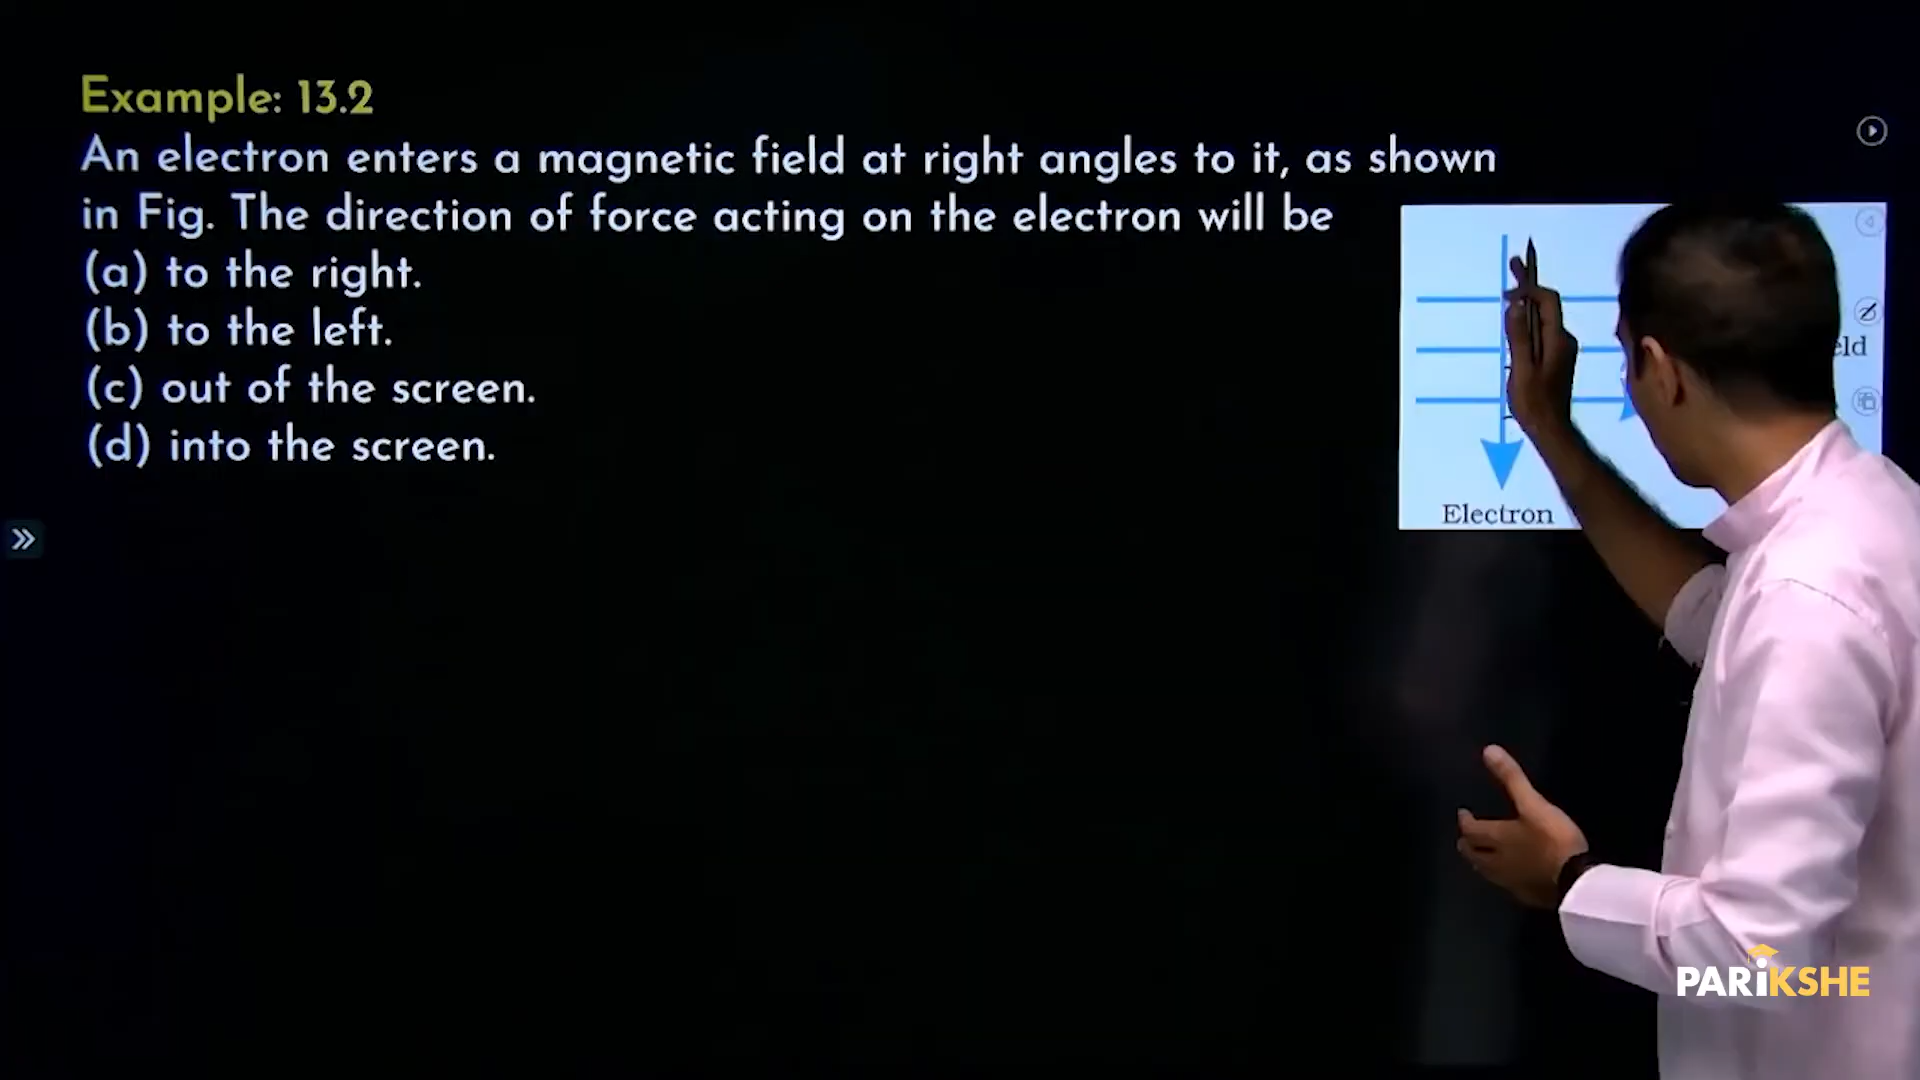 Example: 13.2
An electron enters a magnetic field at right angles to it, as shown
in Fig. The direction of force acting on the electron will be
(a) to the right.
(b) to the left.
(c) out of the screen.
(d) into the screen.
Electron
PARiKSHE